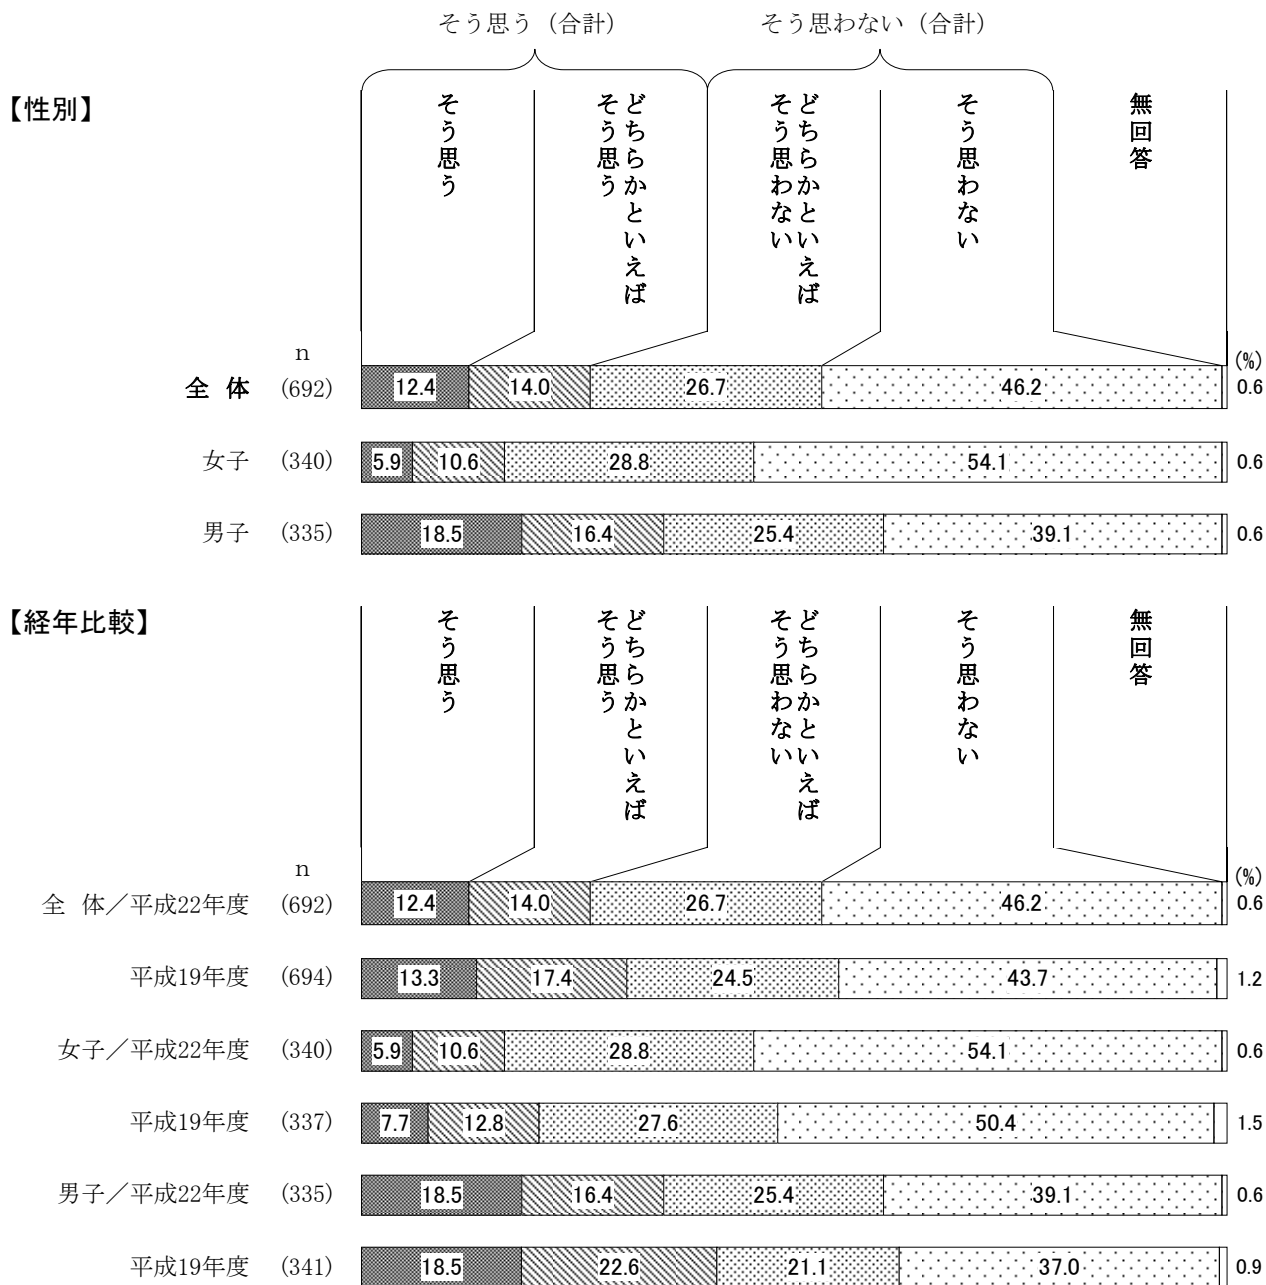 そう思う（合計）
そう思わない（合計）
【性別】
そう思う
どちらかといえば
そう思う
どちらかといえば
そう思わない
そう思わない
無回答
n
(%)
全 体 (692) 12.4 14.0 26.7 46.2 0.6
女子 (340) 5.9 10.6 28.8 54.1 0.6
男子 (335) 18.5 16.4 25.4 39.1 0.6
【経年比較】
そう思う
どちらかといえば
そう思う
どちらかといえば
そう思わない
そう思わない
無回答
n
(%)
全 体／平成22年度 (692) 12.4 14.0 26.7 46.2 0.6
平成19年度 (694) 13.3 17.4 24.5 43.7 1.2
女子／平成22年度 (340) 5.9 10.6 28.8 54.1 0.6
平成19年度 (337) 7.7 12.8 27.6 50.4 1.5
男子／平成22年度 (335) 18.5 16.4 25.4 39.1 0.6
平成19年度 (341) 18.5 22.6 21.1 37.0 0.9